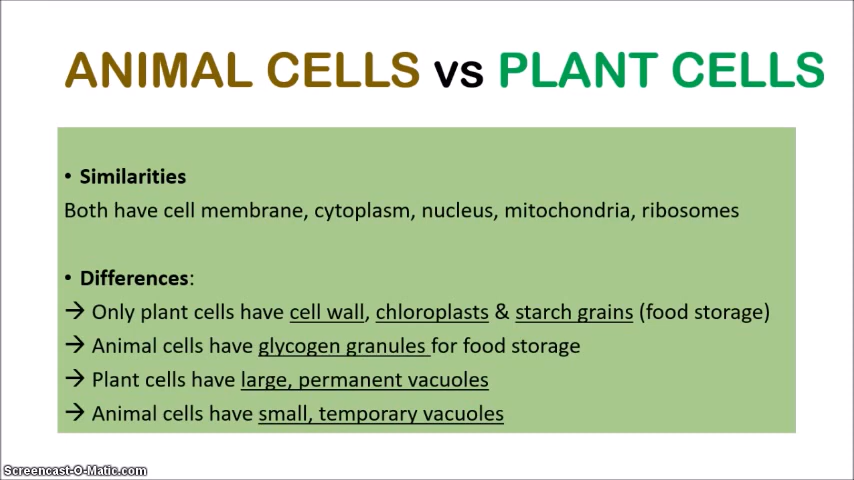 ANIMAL CELLS vs PLANT CELLS
• Similarities
Both have cell membrane, cytoplasm, nucleus, mitochondria, ribosomes
• Differences:
→ Only plant cells have cell wall, chloroplasts & starch grains (food storage)
→ Animal cells have glycogen granules for food storage
→ Plant cells have large, permanent vacuoles
→ Animal cells have small, temporary vacuoles
Screencast-O-Matic.com